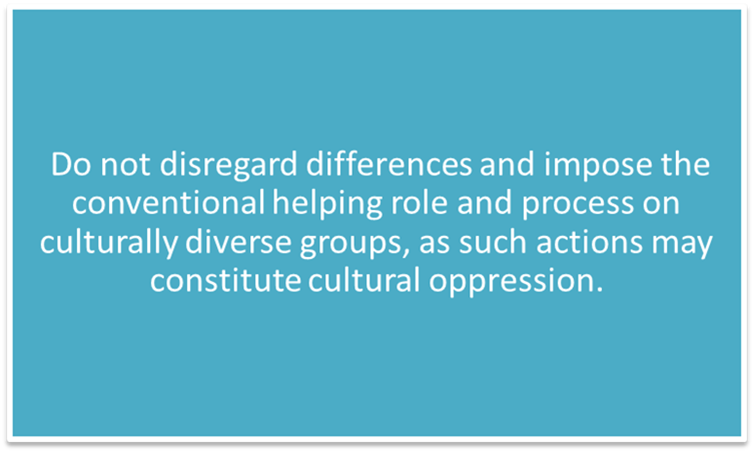 Do not disregard differences and impose the
conventional helping role and process on
culturally diverse groups, as such actions may
constitute cultural oppression.